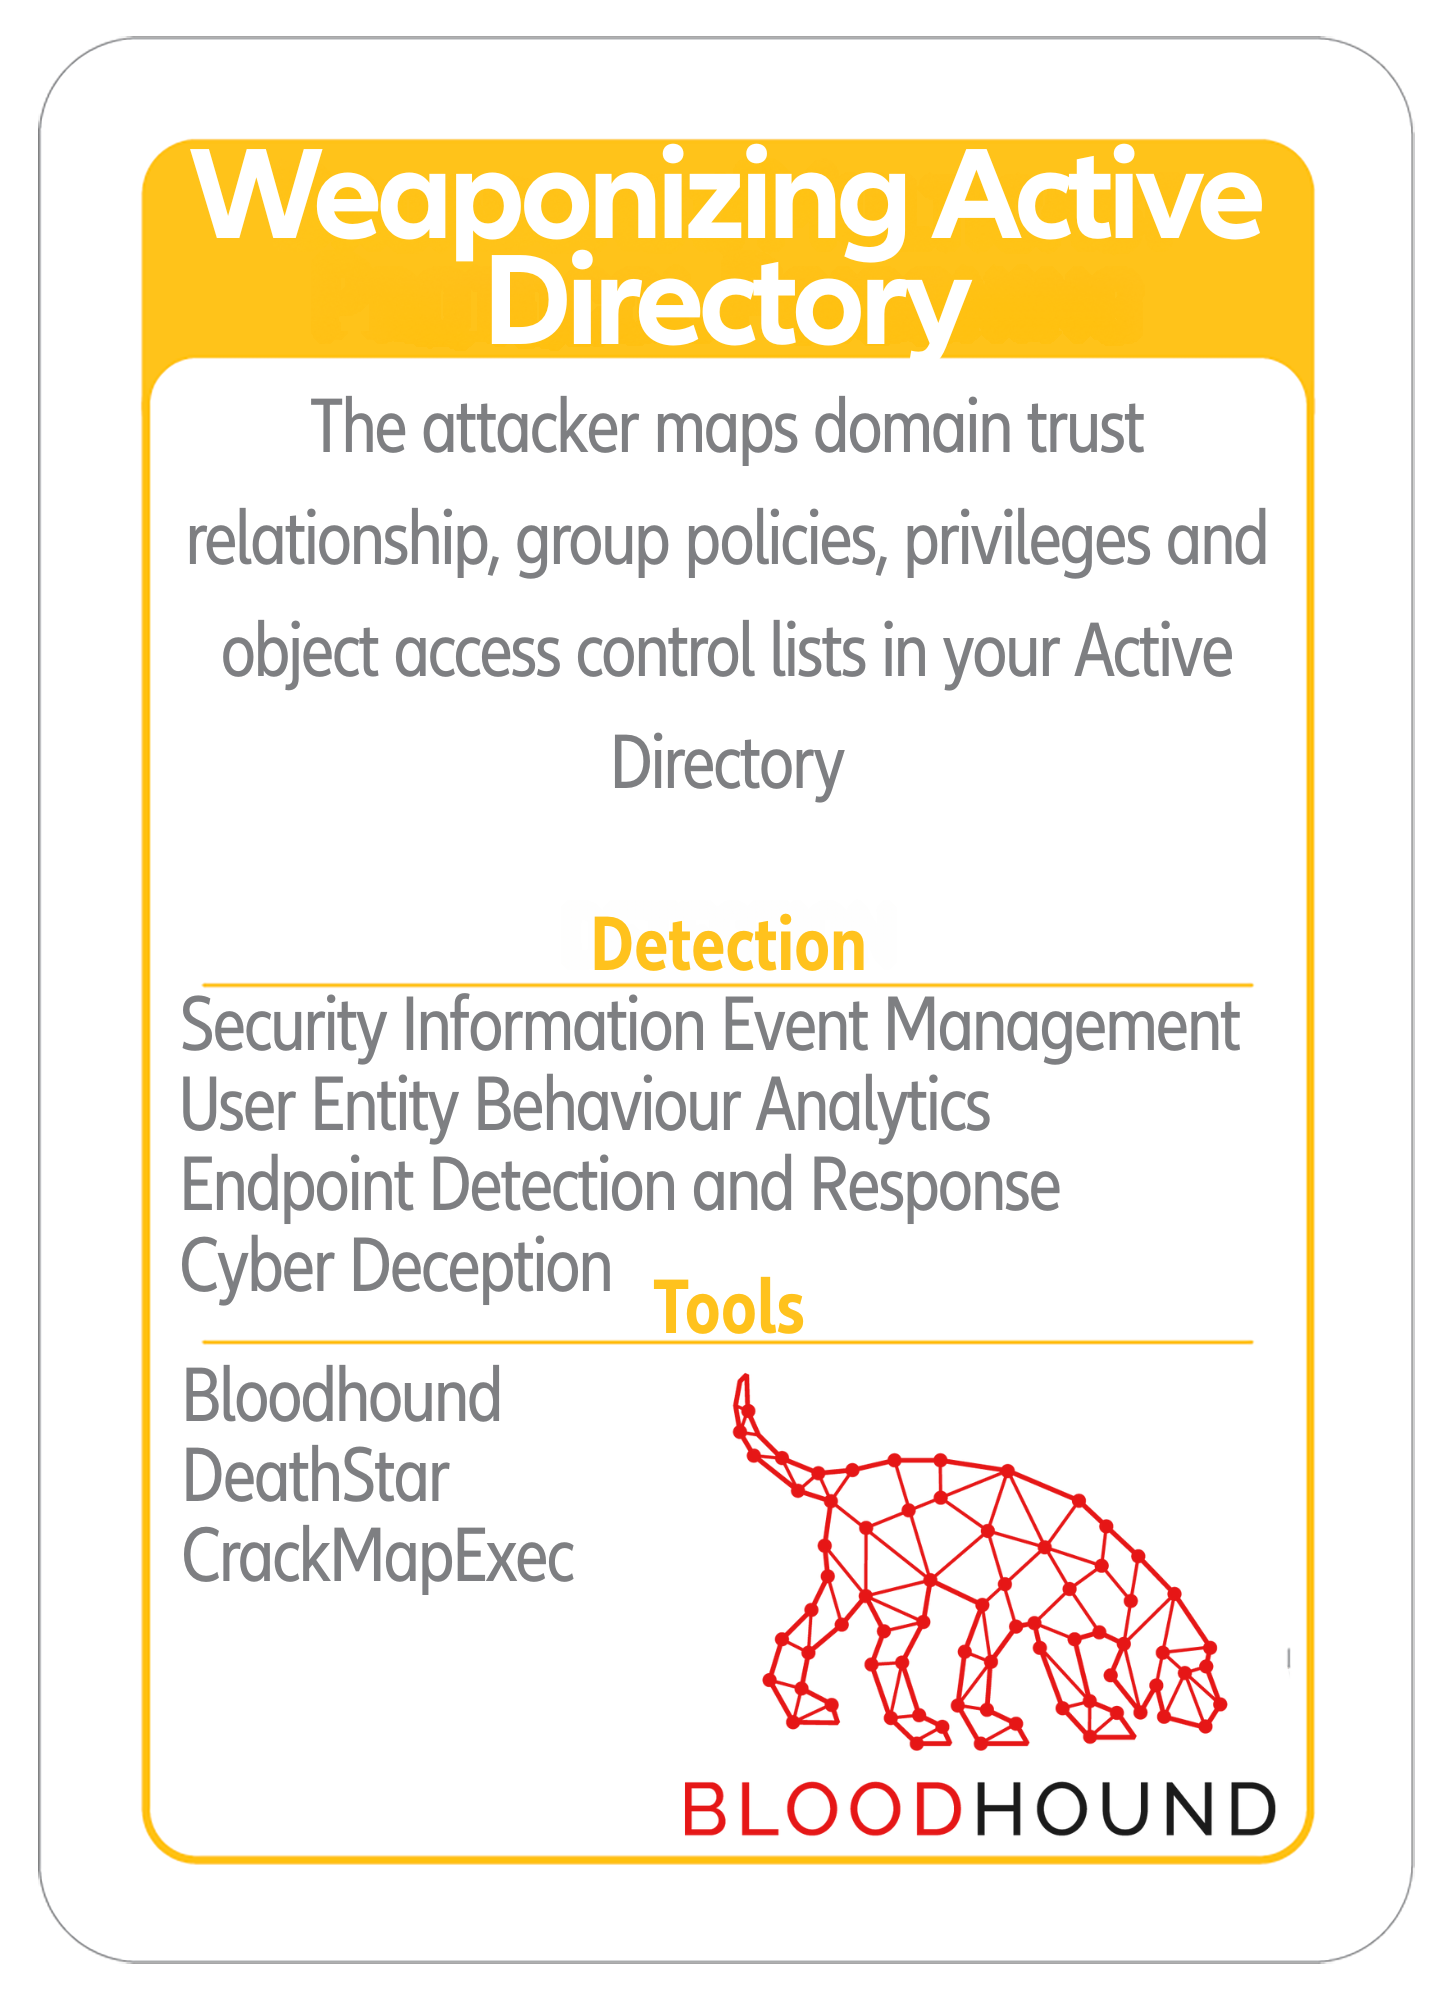 Weaponizing Active
Directory
The attacker maps domain trust
relationship, group policies, privileges and
object access control lists in your Active
Directory
Detection
Security Information Event Management
User Entity Behaviour Analytics
Endpoint Detection and Response
Cyber Deception
Tools
Bloodhound
DeathStar
CrackMapExec
BLOODHOUND